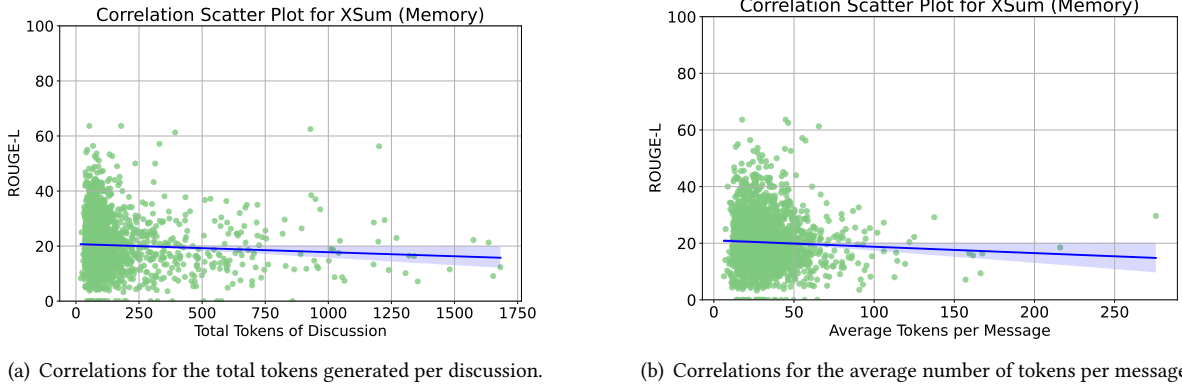 Correlation Scatter Plot for XSum (Memory)
100
80
60
40
20
0
ROUGE-L
0 250 500 750 1000 1250 1500 1750
Total Tokens of Discussion
(a) Correlations for the total tokens generated per discussion.
Correlation Scatter Plot for XSum (Memory)
100
80
60
40
20
0
ROUGE-L
0 50 100 150 200 250
Average Tokens per Message
(b) Correlations for the average number of tokens per message